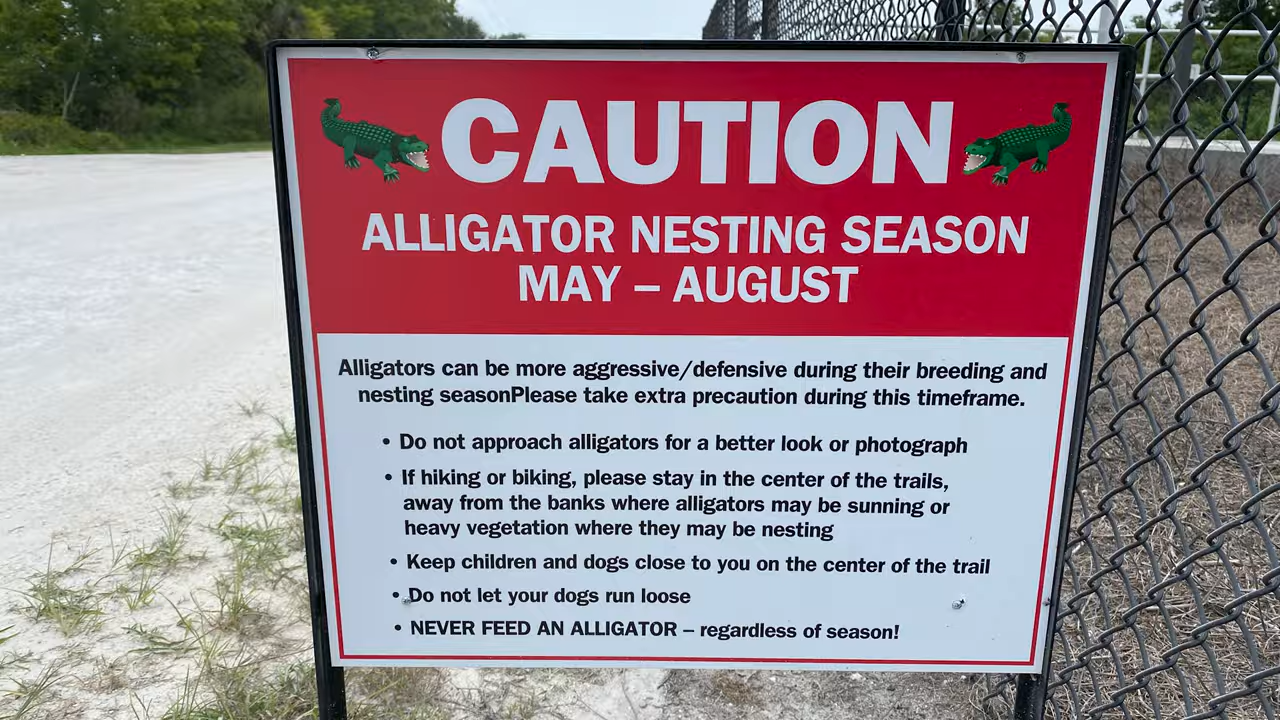 CAUTION
ALLIGATOR NESTING SEASON
MAY – AUGUST
Alligators can be more aggressive/defensive during their breeding and
nesting seasonPlease take extra precaution during this timeframe.
• Do not approach alligators for a better look or photograph
• If hiking or biking, please stay in the center of the trails,
away from the banks where alligators may be sunning or
heavy vegetation where they may be nesting
• Keep children and dogs close to you on the center of the trail
• Do not let your dogs run loose
• NEVER FEED AN ALLIGATOR – regardless of season!